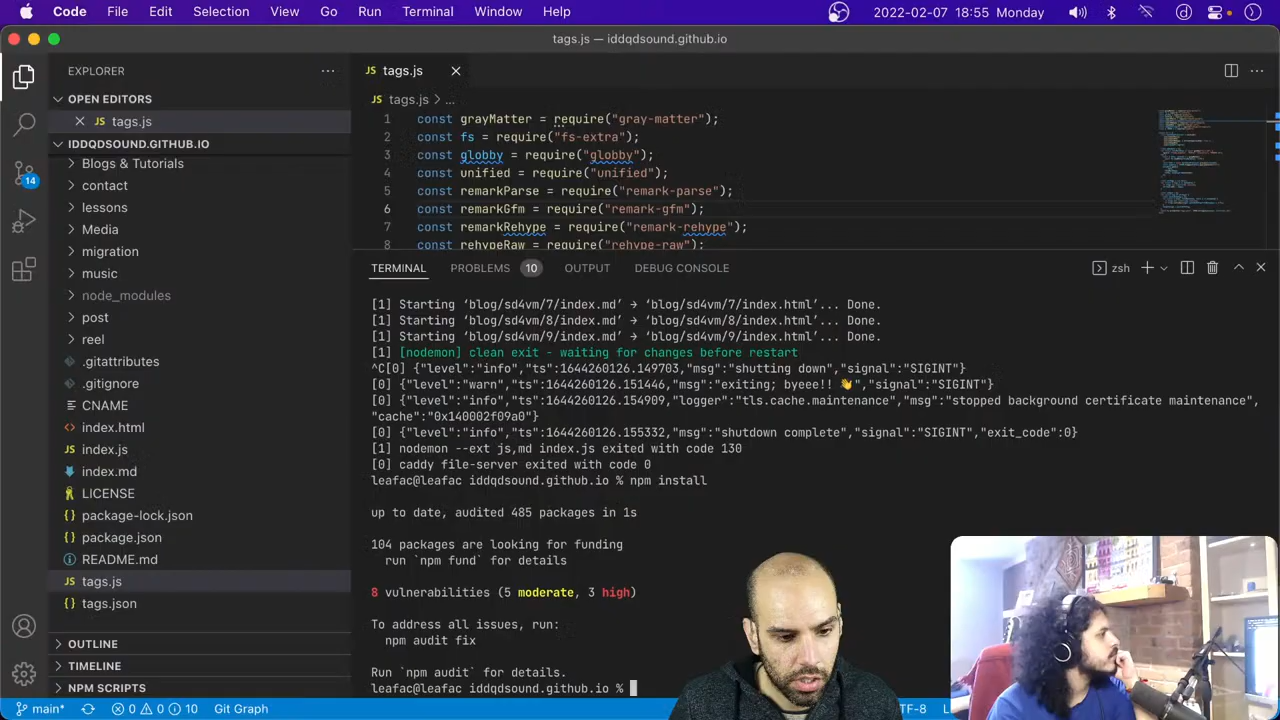 Code File Edit Selection View Go Run Terminal Window Help 2022-02-07 18:55 Monday
tags.js — iddqdsound.github.io
EXPLORER
OPEN EDITORS
tags.js
IDDQDSOUND.GITHUB.IO
Blogs & Tutorials
contact
lessons
Media
migration
music
node_modules
post
reel
.gitattributes
.gitignore
CNAME
index.html
index.js
index.md
LICENSE
package-lock.json
package.json
README.md
tags.js
tags.json
OUTLINE
TIMELINE
NPM SCRIPTS
14
JS tags.js
JS tags.js > ...
1 const grayMatter = require("gray-matter");
2 const fs = require("fs-extra");
3 const globby = require("globby");
4 const unified = require("unified");
5 const remarkParse = require("remark-parse");
6 const remarkGfm = require("remark-gfm");
7 const remarkRehype = require("remark-rehype");
8 const rehypeRaw = require("rehype-raw");
TERMINAL PROBLEMS 10 OUTPUT DEBUG CONSOLE zsh
[1] Starting ‘blog/sd4vm/7/index.md’ → ‘blog/sd4vm/7/index.html’... Done.
[1] Starting ‘blog/sd4vm/8/index.md’ → ‘blog/sd4vm/8/index.html’... Done.
[1] Starting ‘blog/sd4vm/9/index.md’ → ‘blog/sd4vm/9/index.html’... Done.
[1] [nodemon] clean exit - waiting for changes before restart
^C[0] {"level":"info","ts":1644260126.149703,"msg":"shutting down","signal":"SIGINT"}
[0] {"level":"warn","ts":1644260126.151446,"msg":"exiting; byeee!! 👋","signal":"SIGINT"}
[0] {"level":"info","ts":1644260126.154909,"logger":"tls.cache.maintenance","msg":"stopped background certificate maintenance",
"cache":"0x140002f09a0"}
[0] {"level":"info","ts":1644260126.155332,"msg":"shutdown complete","signal":"SIGINT","exit_code":0}
[1] nodemon --ext js,md index.js exited with code 130
[0] caddy file-server exited with code 0
leafac@leafac iddqdsound.github.io % npm install
up to date, audited 485 packages in 1s
104 packages are looking for funding
run `npm fund` for details
8 vulnerabilities (5 moderate, 3 high)
To address all issues, run:
npm audit fix
Run `npm audit` for details.
leafac@leafac iddqdsound.github.io %
main* 0 0 10 Git Graph